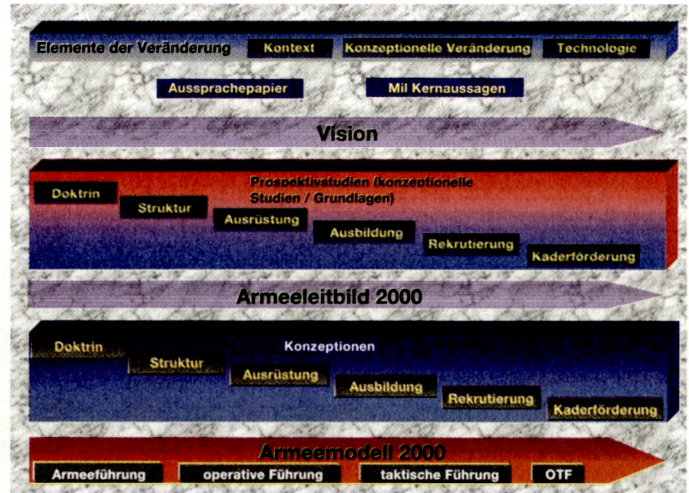 Elemente der Veränderung Kontext Konzeptionelle Veränderung Technologie
Aussprachepapier Mil Kernaussagen
Vision
Prospektivstudien (konzeptionelle
Studien / Grundlagen)
Doktrin
Struktur
Ausrüstung
Ausbildung
Rekrutierung
Kaderförderung
Armeeleitbild 2000
Konzeptionen
Doktrin
Struktur
Ausrüstung
Ausbildung
Rekrutierung
Kaderförderung
Armeemodell 2000
Armeeführung operative Führung taktische Führung OTF